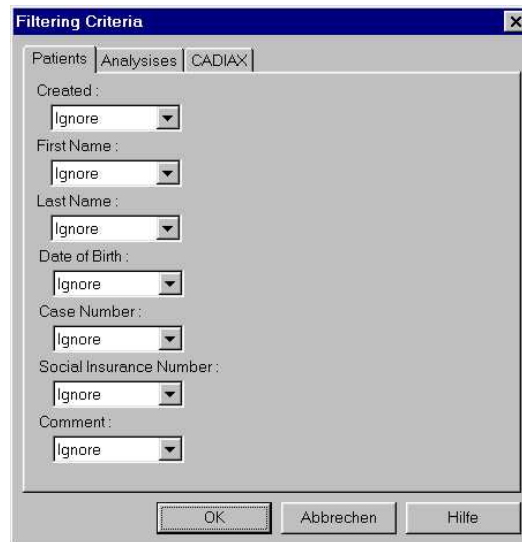 Filtering Criteria
Patients Analysises CADIAX
Created :
Ignore
First Name :
Ignore
Last Name :
Ignore
Date of Birth :
Ignore
Case Number :
Ignore
Social Insurance Number :
Ignore
Comment :
Ignore
OK Abbrechen Hilfe